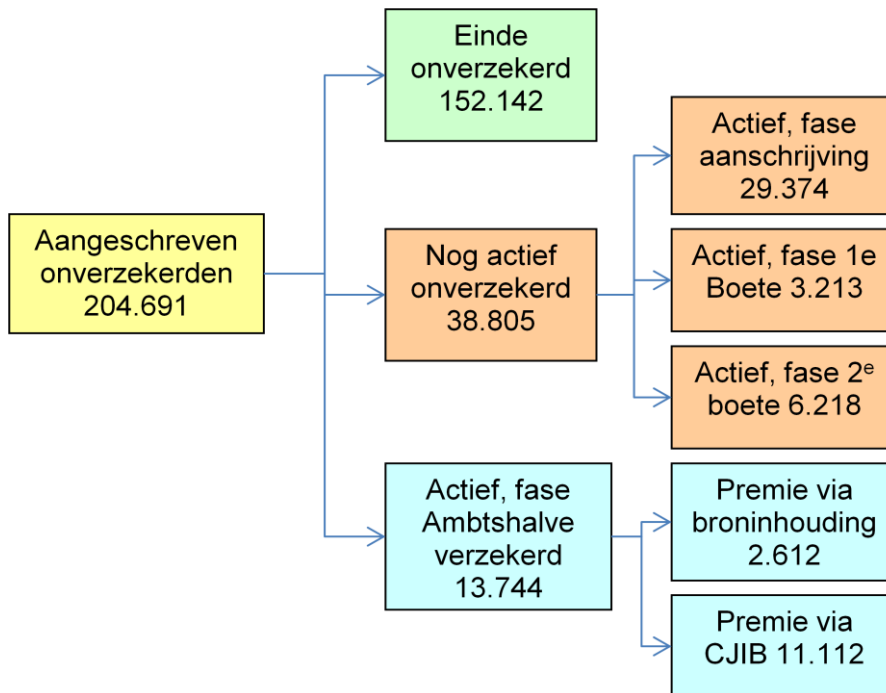 Aangeschreven
onverzekerden
204.691
Einde
onverzekerd
152.142
Nog actief
onverzekerd
38.805
Actief, fase
Ambtshalve
verzekerd
13.744
Actief, fase
aanschrijving
29.374
Actief, fase 1e
Boete 3.213
Actief, fase 2ᵉ
boete 6.218
Premie via
broninhouding
2.612
Premie via
CJIB 11.112